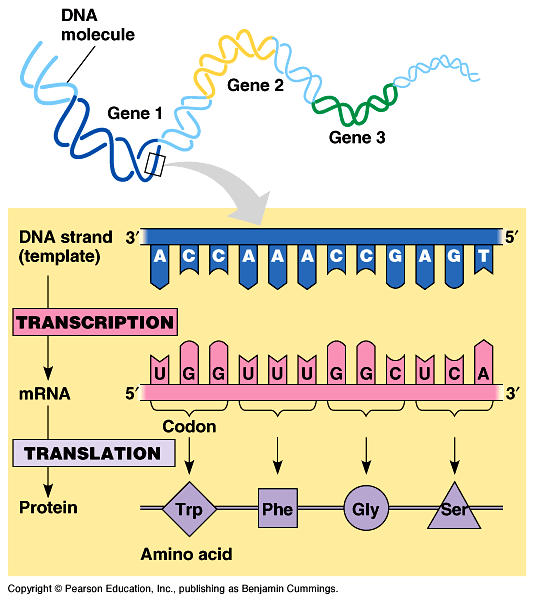 DNA
molecule
Gene 1
Gene 2
Gene 3
DNA strand
(template)
3′
5′
A C C A A A C C G A G T
TRANSCRIPTION
U G G U U U G G C U C A
mRNA
5′
3′
Codon
TRANSLATION
Protein
Trp
Phe
Gly
Ser
Amino acid
Copyright © Pearson Education, Inc., publishing as Benjamin Cummings.